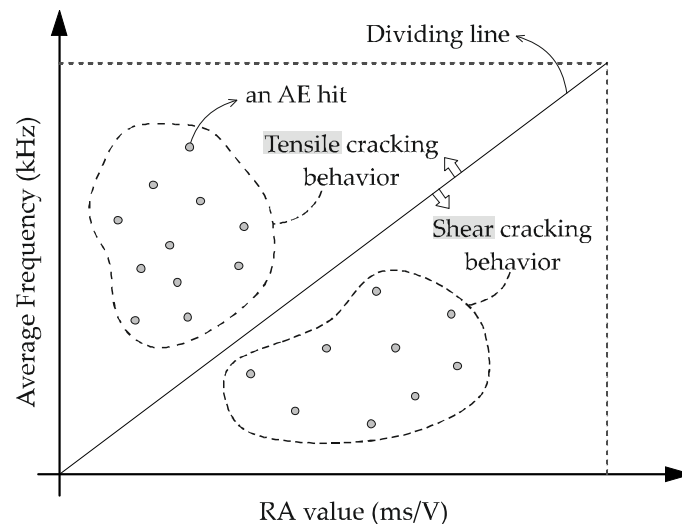 Dividing line
an AE hit
Tensile cracking
behavior
Shear cracking
behavior
Average Frequency (kHz)
RA value (ms/V)